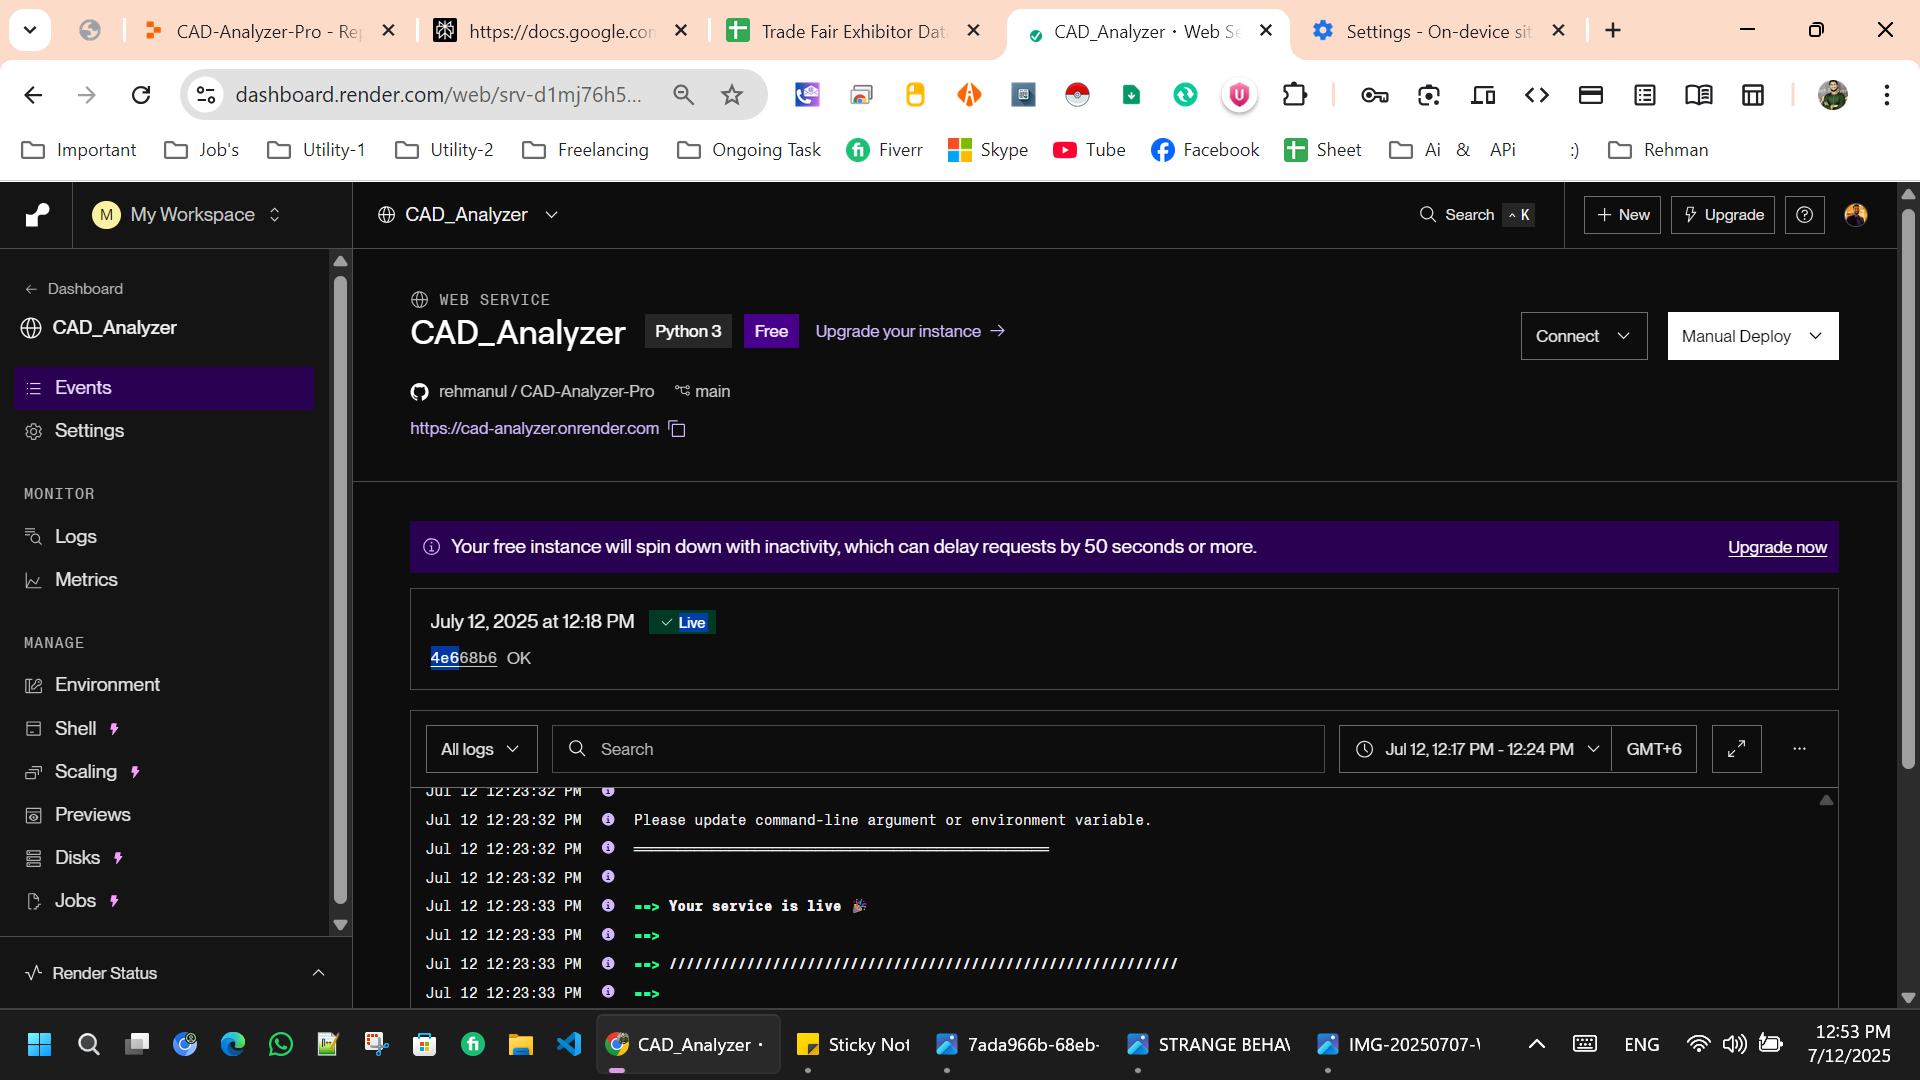 CAD-Analyzer-Pro - Rep
https://docs.google.con
Trade Fair Exhibitor Data
CAD_Analyzer · Web Se
Settings - On-device sit
dashboard.render.com/web/srv-d1mj76h5...
Important
Job's
Utility-1
Utility-2
Freelancing
Ongoing Task
Fiverr
Skype
Tube
Facebook
Sheet
Ai & APi :)
Rehman
M My Workspace
CAD_Analyzer
Search
K
+ New
Upgrade
← Dashboard
CAD_Analyzer
Events
Settings
MONITOR
Logs
Metrics
MANAGE
Environment
Shell
Scaling
Previews
Disks
Jobs
Render Status
WEB SERVICE
CAD_Analyzer Python 3 Free Upgrade your instance →
Connect
Manual Deploy
rehmanul / CAD-Analyzer-Pro main
https://cad-analyzer.onrender.com
Your free instance will spin down with inactivity, which can delay requests by 50 seconds or more.
Upgrade now
July 12, 2025 at 12:18 PM Live
4e668b6 OK
All logs
Search
Jul 12, 12:17 PM - 12:24 PM
GMT+6
...
Jul 12 12:23:32 PM
Jul 12 12:23:32 PM Please update command-line argument or environment variable.
Jul 12 12:23:32 PM ════════════════════════════════════════════════
Jul 12 12:23:32 PM
Jul 12 12:23:33 PM ==> Your service is live 🎉
Jul 12 12:23:33 PM ==>
Jul 12 12:23:33 PM ==> ///////////////////////////////////////////////////////////
Jul 12 12:23:33 PM ==>
CAD_Analyzer ·
Sticky Not
7ada966b-68eb-
STRANGE BEHAV
IMG-20250707-W
ENG
12:53 PM
7/12/2025